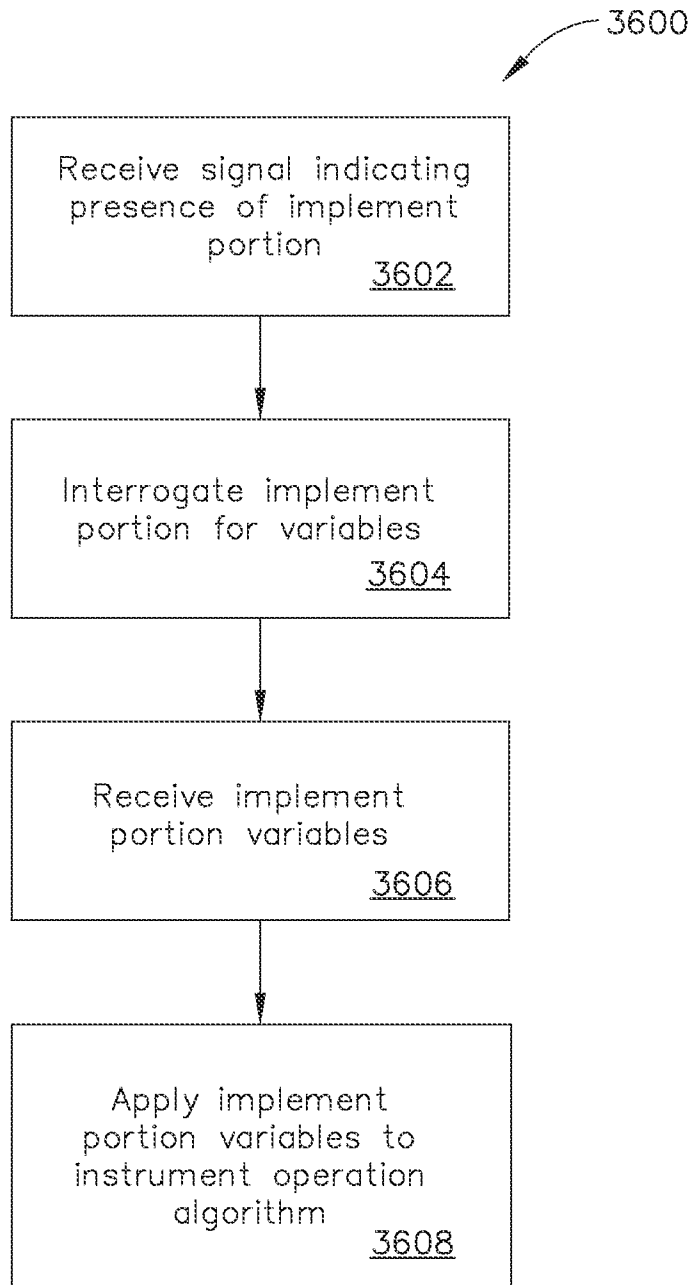 3600
Receive signal indicating
presence of implement
portion
3602
Interrogate implement
portion for variables
3604
Receive implement
portion variables
3606
Apply implement
portion variables to
instrument operation
algorithm
3608